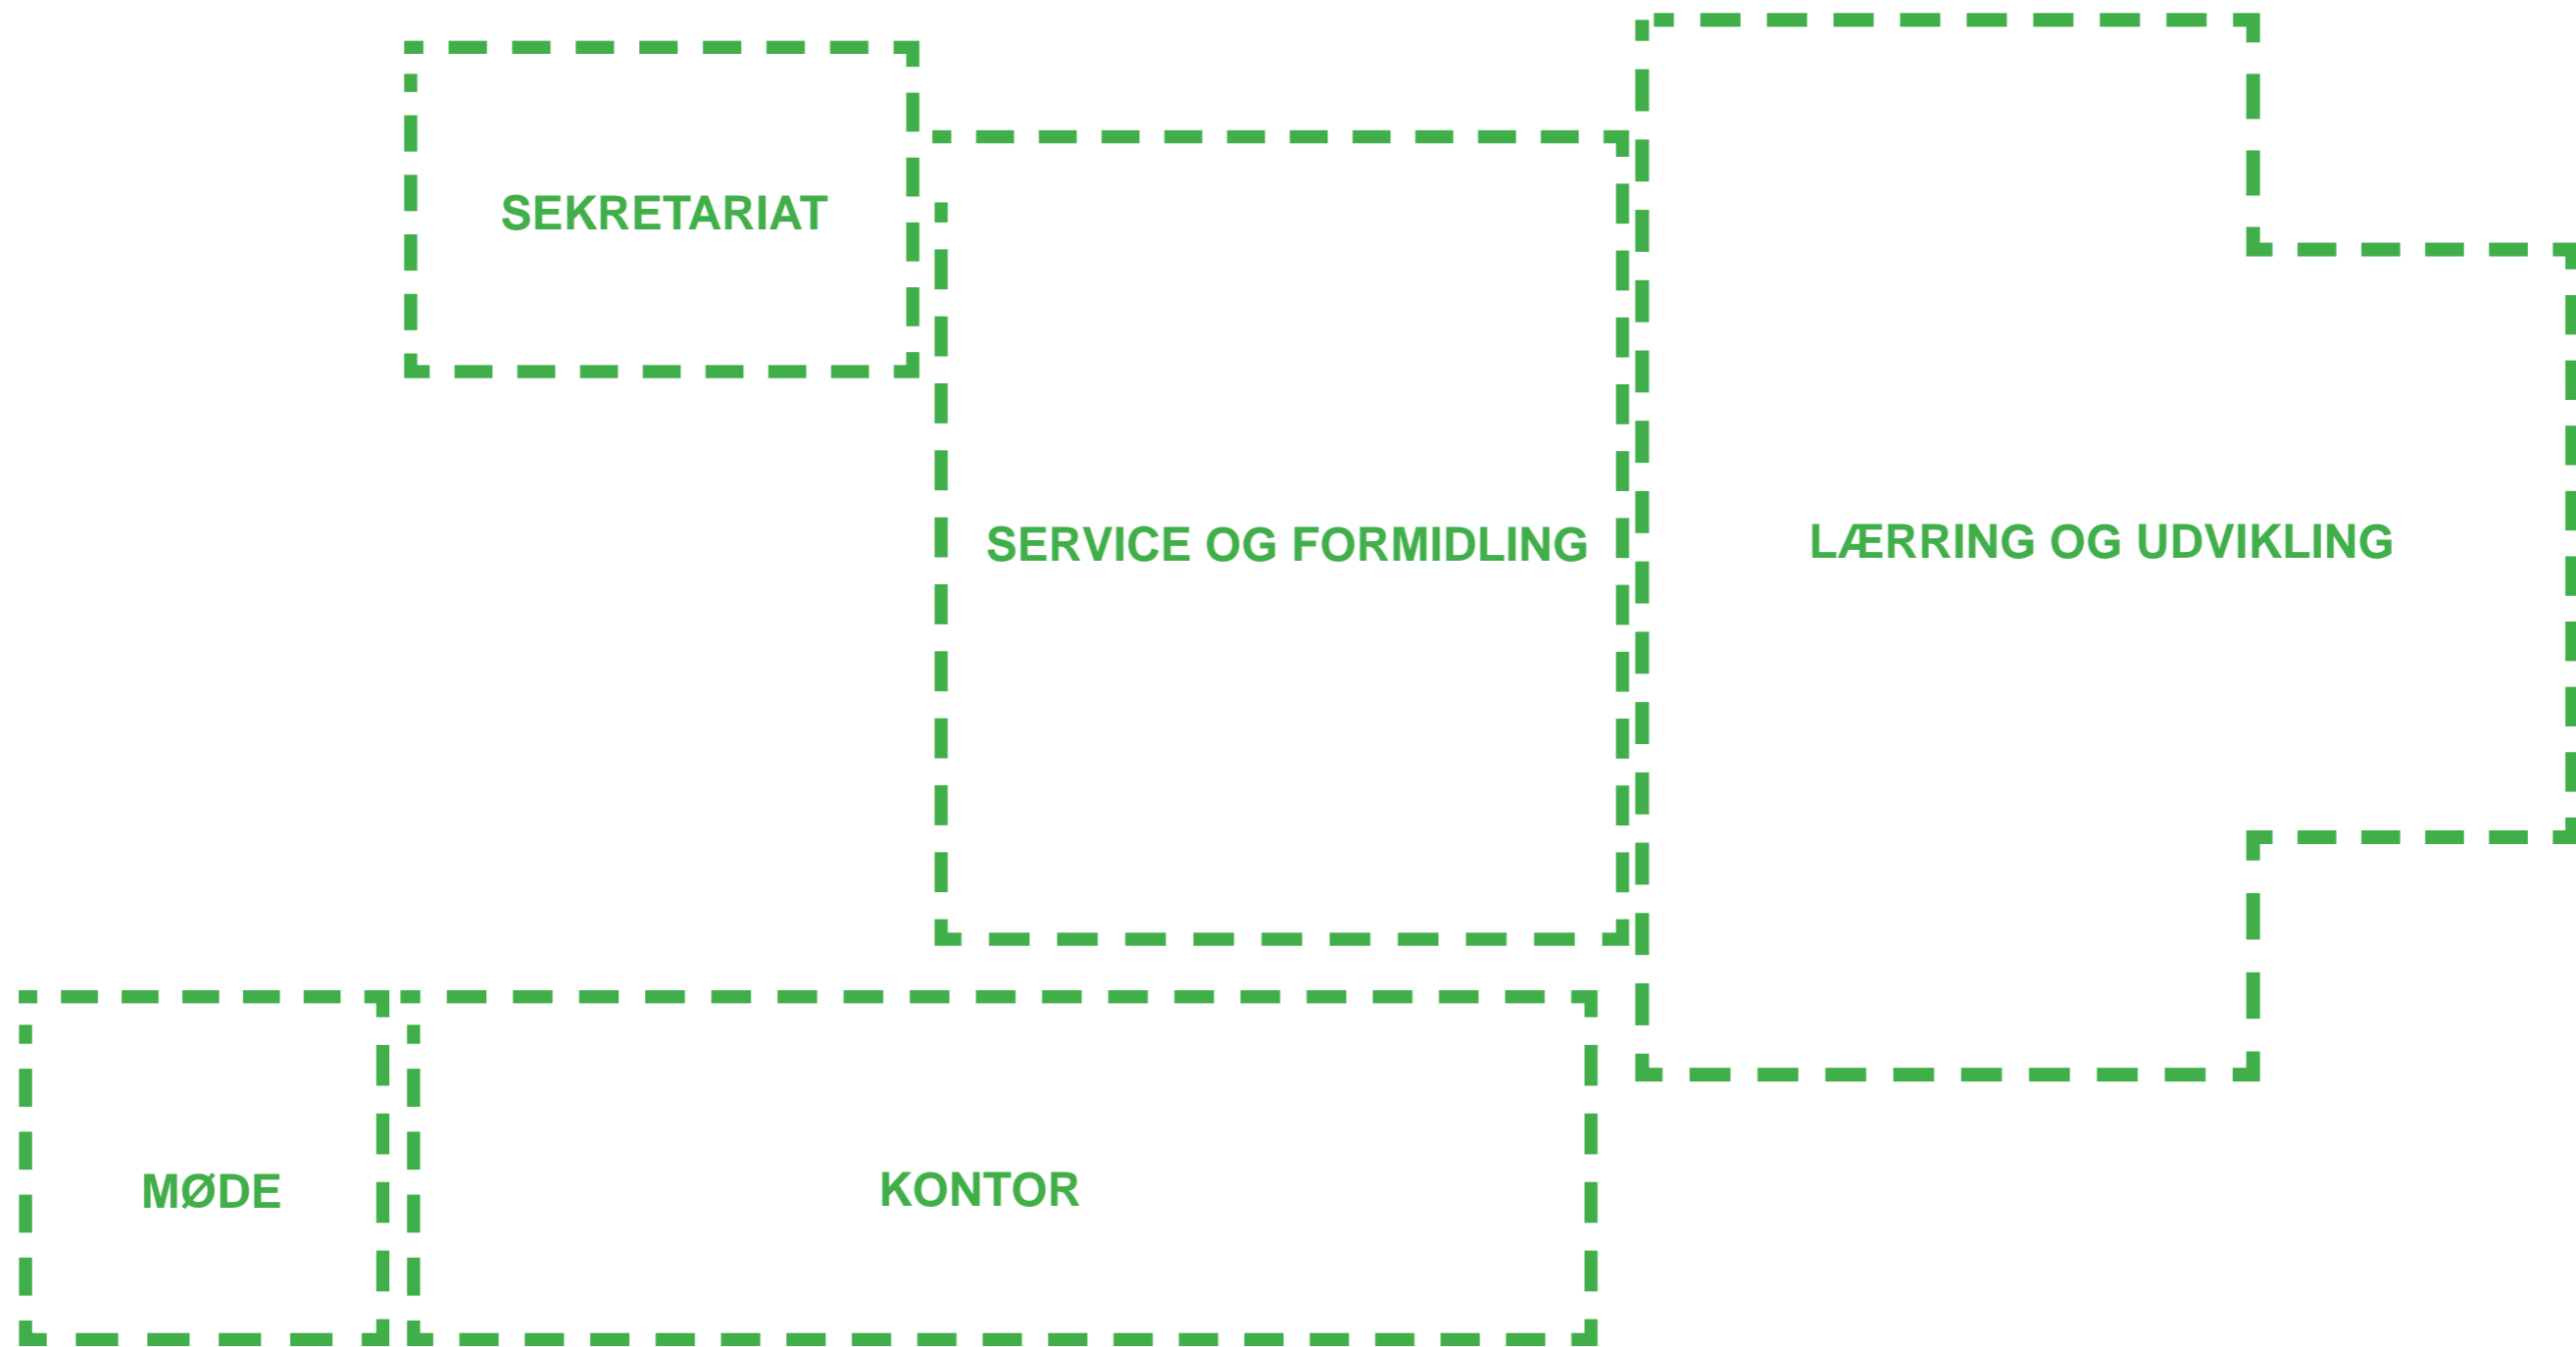 SEKRETARIAT
SERVICE OG FORMIDLING
LÆRRING OG UDVIKLING
MØDE
KONTOR